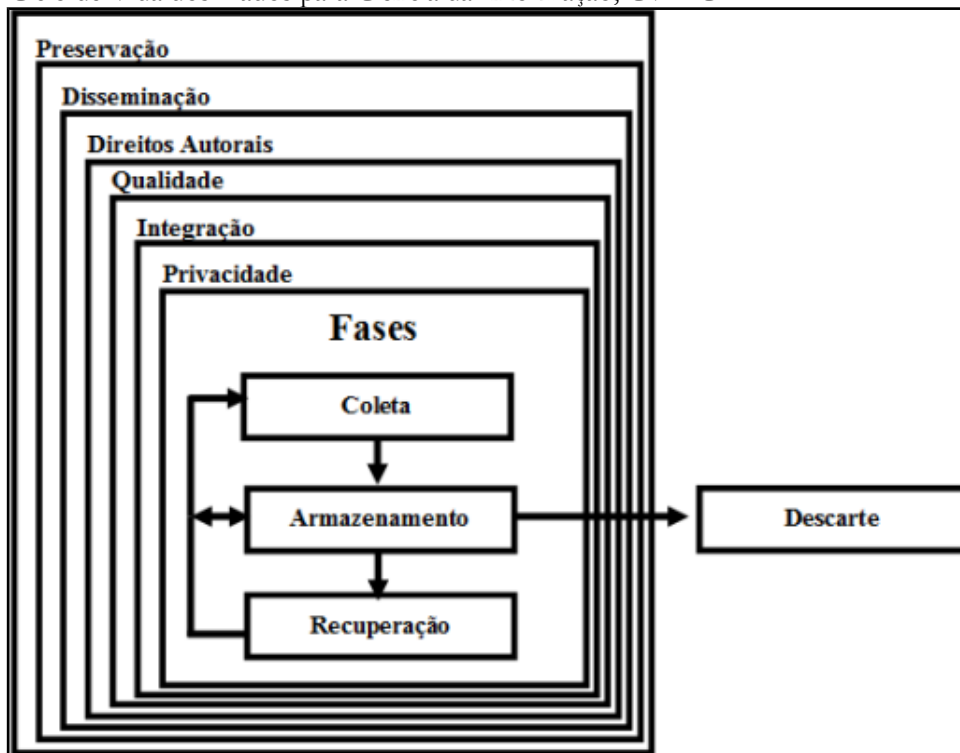 Preservação
Disseminação
Direitos Autorais
Qualidade
Integração
Privacidade
Fases
Coleta
Armazenamento
Descarte
Recuperação